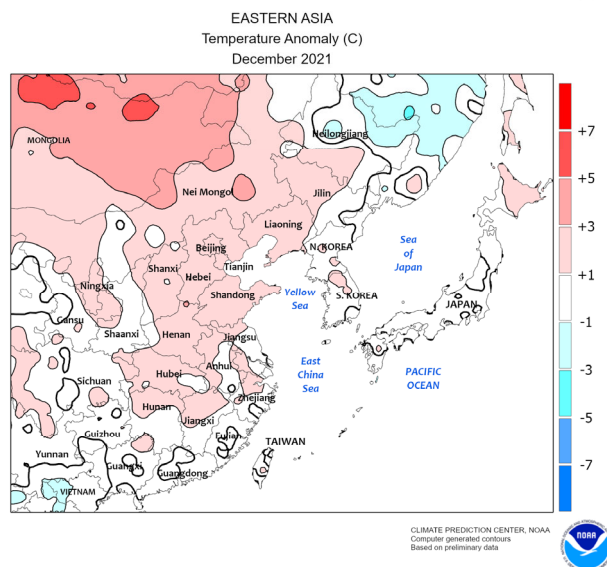 EASTERN ASIA
Temperature Anomaly (C)
December 2021
MONGOLIA
Heilongjiang
Nei Mongol
Jilin
Liaoning
Beijing
N. KOREA
Sea
of
Japan
Tianjin
Shanxi
Hebei
Ningxia
Shandong
Yellow
Sea
S. KOREA
JAPAN
Gansu
Shaanxi
Henan
Jiangsu
East
China
Sea
PACIFIC
OCEAN
Anhui
Hubei
Sichuan
Zhejiang
Hunan
Jiangxi
Guizhou
Fujian
TAIWAN
Yunnan
Guangxi
Guangdong
VIETNAM
+7
+5
+3
+1
-1
-3
-5
-7
CLIMATE PREDICTION CENTER, NOAA
Computer generated contours
Based on preliminary data
NOAA